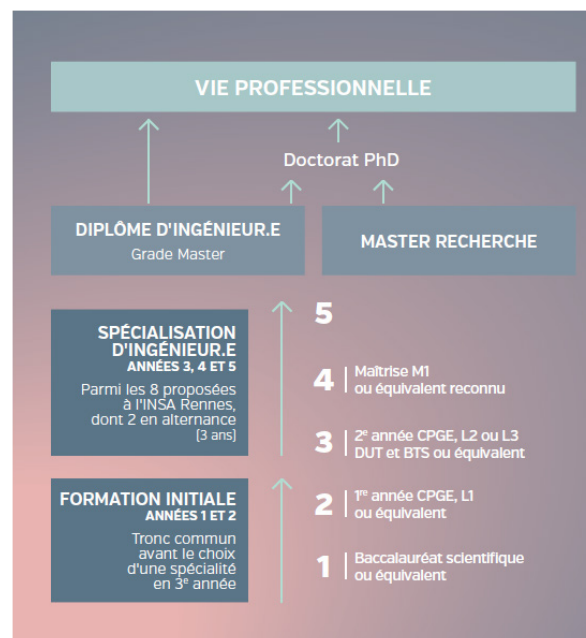 VIE PROFESSIONNELLE
Doctorat PhD
DIPLÔME D'INGÉNIEUR.E
Grade Master
MASTER RECHERCHE
SPÉCIALISATION
D'INGÉNIEUR.E
ANNÉES 3, 4 ET 5
Parmi les 8 proposées
à l'INSA Rennes,
dont 2 en alternance
(3 ans)
5
4
Maîtrise M1
ou équivalent reconnu
3
2e année CPGE, L2 ou L3
DUT et BTS ou équivalent
FORMATION INITIALE
ANNÉES 1 ET 2
Tronc commun
avant le choix
d'une spécialité
en 3e année
2
1re année CPGE, L1
ou équivalent
1
Baccalauréat scientifique
ou équivalent